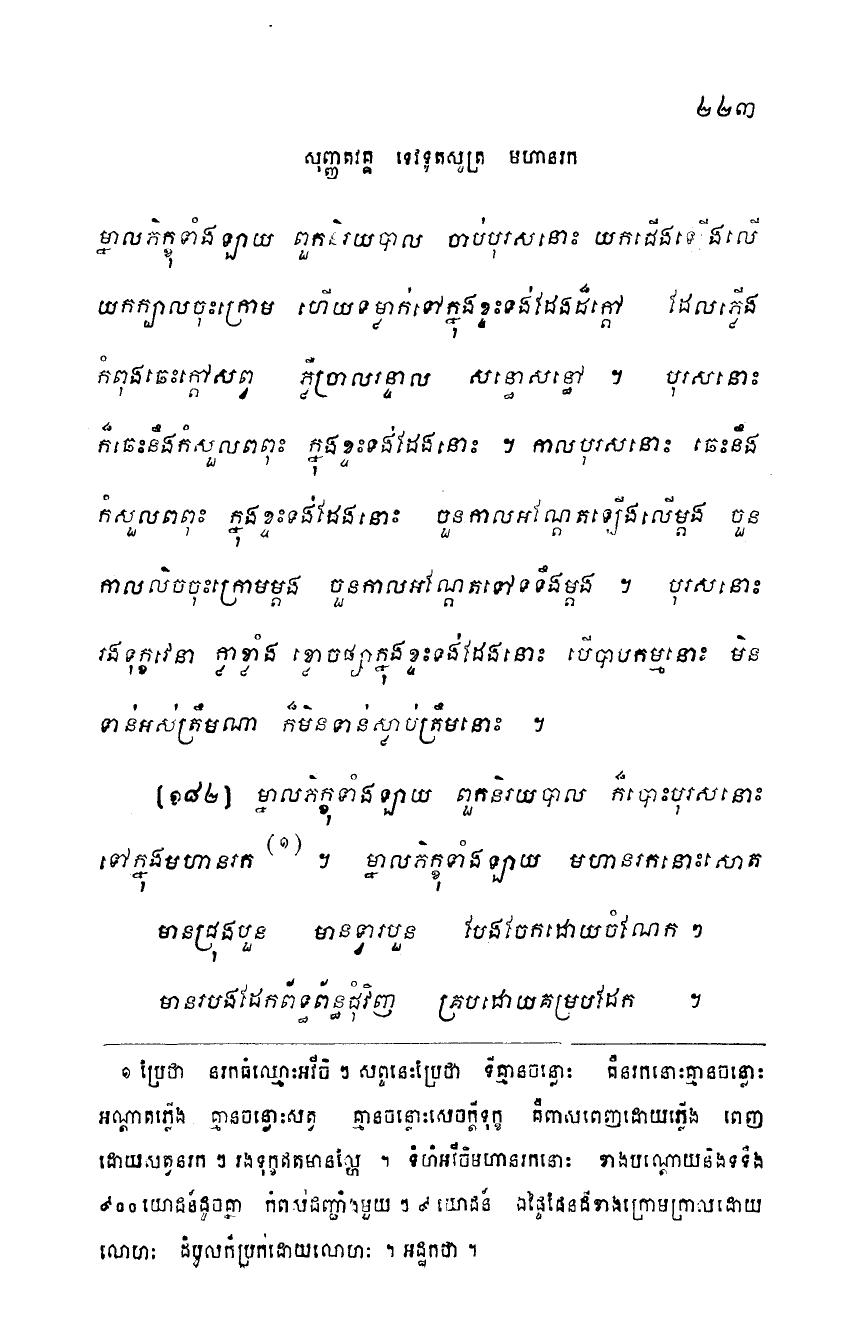 ២២៣
សុញ្ញតវគ្គ ទេវទូតសូត្រ មហានរក
ម្នាលភិក្ខុទាំងឡាយ ពួកនិរយបាល ចាប់បុរសនោះ យកជើងឡើងលើ
យកក្បាលចុះក្រោម ហើយទម្លាក់ទៅក្នុងខ្ទះទង់ដែងដ៏ក្តៅ ដែលភ្លើង
កំពុងឆេះក្តៅសព្វ ភ្លឺច្រាលរន្ទាល សន្ធោសន្ធៅ ។ បុរសនោះ
ក៏ឆេះនឹងកំសួលពពុះ ក្នុងខ្ទះទង់ដែងនោះ ។ កាលបុរសនោះ ឆេះនឹង
កំសួលពពុះ ក្នុងខ្ទះទង់ដែងនោះ ចួនកាលអណ្តែតឡើងលើម្តង ចួន
កាលលិចចុះក្រោមម្តង ចួនកាលអណ្តែតទៅទទឹងម្តង ។ បុរសនោះ
រងទុក្ខវេទនា ក្លាខ្លាំង ខ្លោចផ្សាក្នុងខ្ទះទង់ដែងនោះ បើបាបកម្មនោះ មិន
ទាន់អស់ត្រឹមណា ក៏មិនទាន់ស្លាប់ត្រឹមនោះ ។
[១៨២] ម្នាលភិក្ខុទាំងឡាយ ពួកនិរយបាល ក៏បោះបុរសនោះ
ទៅក្នុងមហានរក (១) ។ ម្នាលភិក្ខុទាំងឡាយ មហានរកនោះសោត
មានជ្រុងបួន មានទ្វារបួន បែងចែកដោយចំណែក ៗ
មានរបងដែកព័ទ្ធព័ន្ធជុំវិញ គ្របដោយគម្របដែក ។
១ ប្រែថា នរកធំឈ្មោះអវីចិ ៗ សព្ទនេះប្រែថា ទីគ្មានចន្លោះ គឺនរកនោះគ្មានចន្លោះ
អណ្តាតភ្លើង គ្មានចន្លោះសត្វ គ្មានចន្លោះសេចក្តីទុក្ខ គឺពាសពេញដោយភ្លើង ពេញ
ដោយសត្វនរក ៗ រងទុក្ខឥតមានល្ហែ ។ ទំហំអវីចិមហានរកនោះ ខាងបណ្តោយនិងទទឹង
៩០០ យោជន៍ដូចគ្នា កំពស់ជញ្ជាំងមួយ ៗ ៩ យោជន៍ ឯផ្ទៃផែនដីខាងក្រោមក្រាលដោយ
លោហៈ ដំបូលក៏ប្រក់ដោយលោហៈ ។ អដ្ឋកថា ។